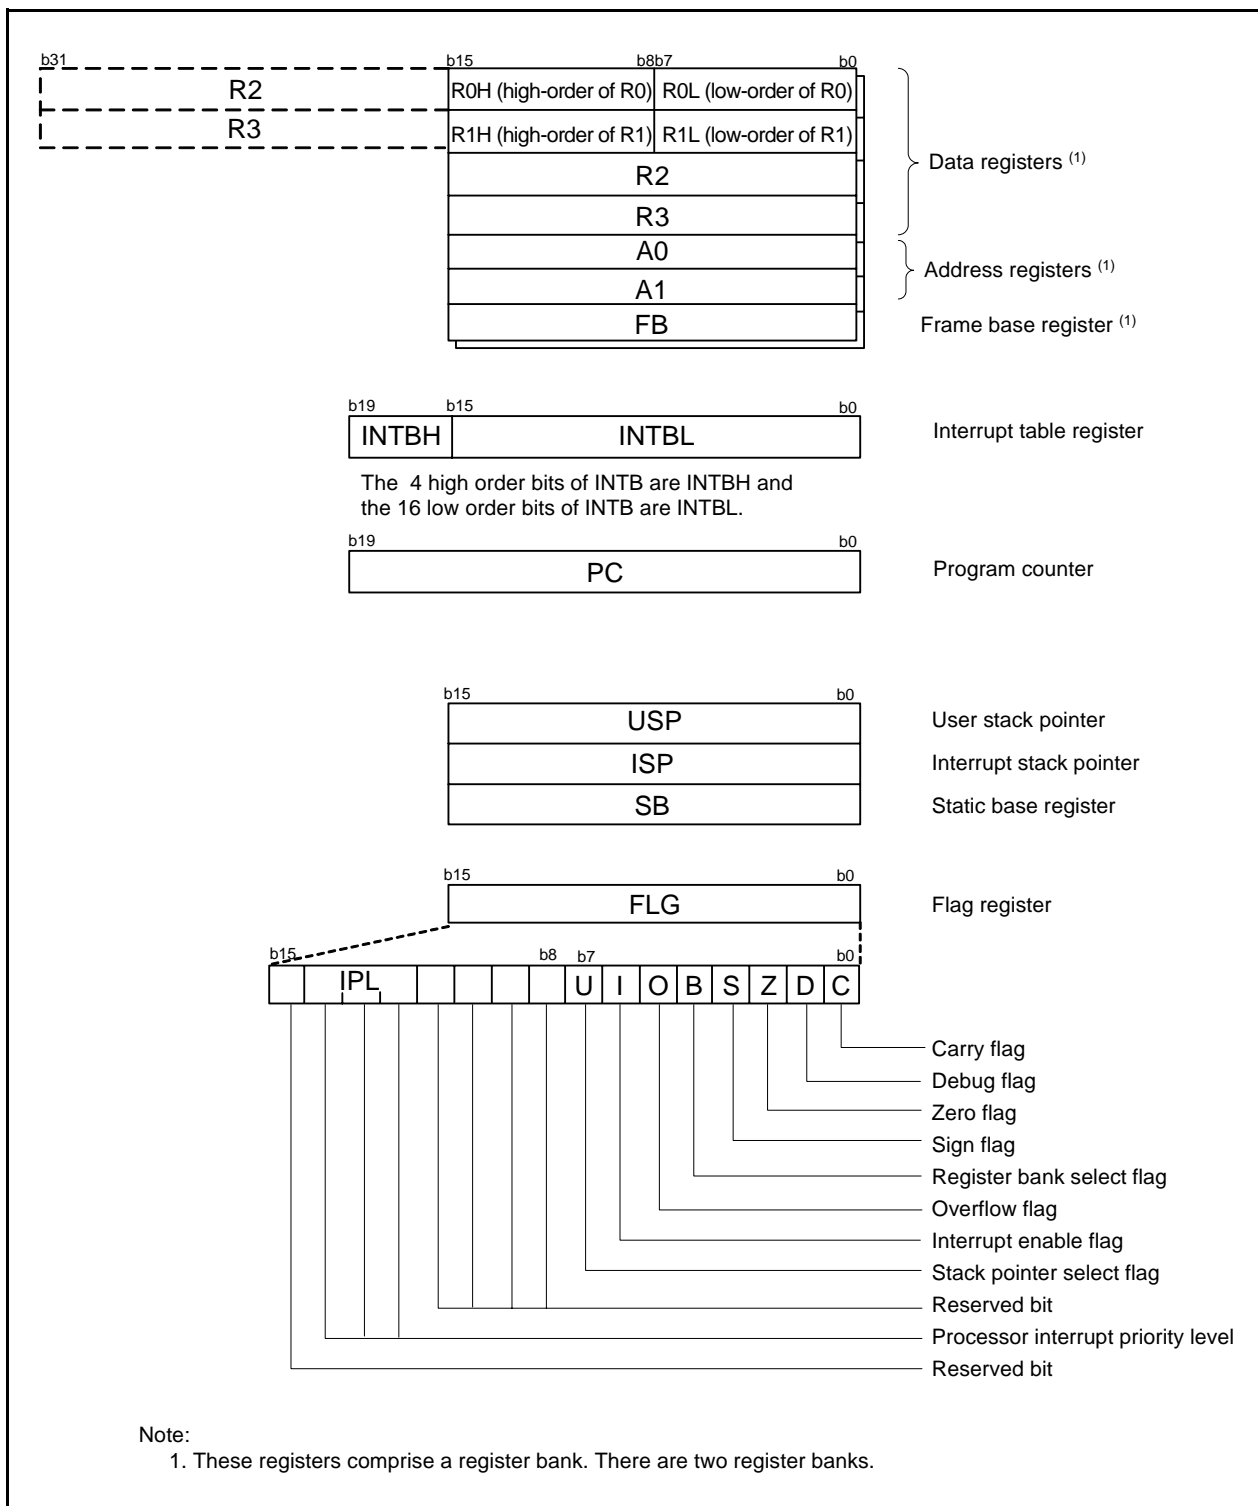 b31 b15 b8b7 b0
R2 R0H (high-order of R0) R0L (low-order of R0)
R3 R1H (high-order of R1) R1L (low-order of R1)
Data registers (1)
R2
R3
A0
Address registers (1)
A1
FB Frame base register (1)
b19 b15 b0
INTBH INTBL Interrupt table register
The 4 high order bits of INTB are INTBH and
the 16 low order bits of INTB are INTBL.
b19 b0
PC Program counter
b15 b0
USP User stack pointer
ISP Interrupt stack pointer
SB Static base register
b15 b0
FLG Flag register
b15 b8 b7 b0
IPL U I O B S Z D C
Carry flag
Debug flag
Zero flag
Sign flag
Register bank select flag
Overflow flag
Interrupt enable flag
Stack pointer select flag
Reserved bit
Processor interrupt priority level
Reserved bit
Note:
1. These registers comprise a register bank. There are two register banks.